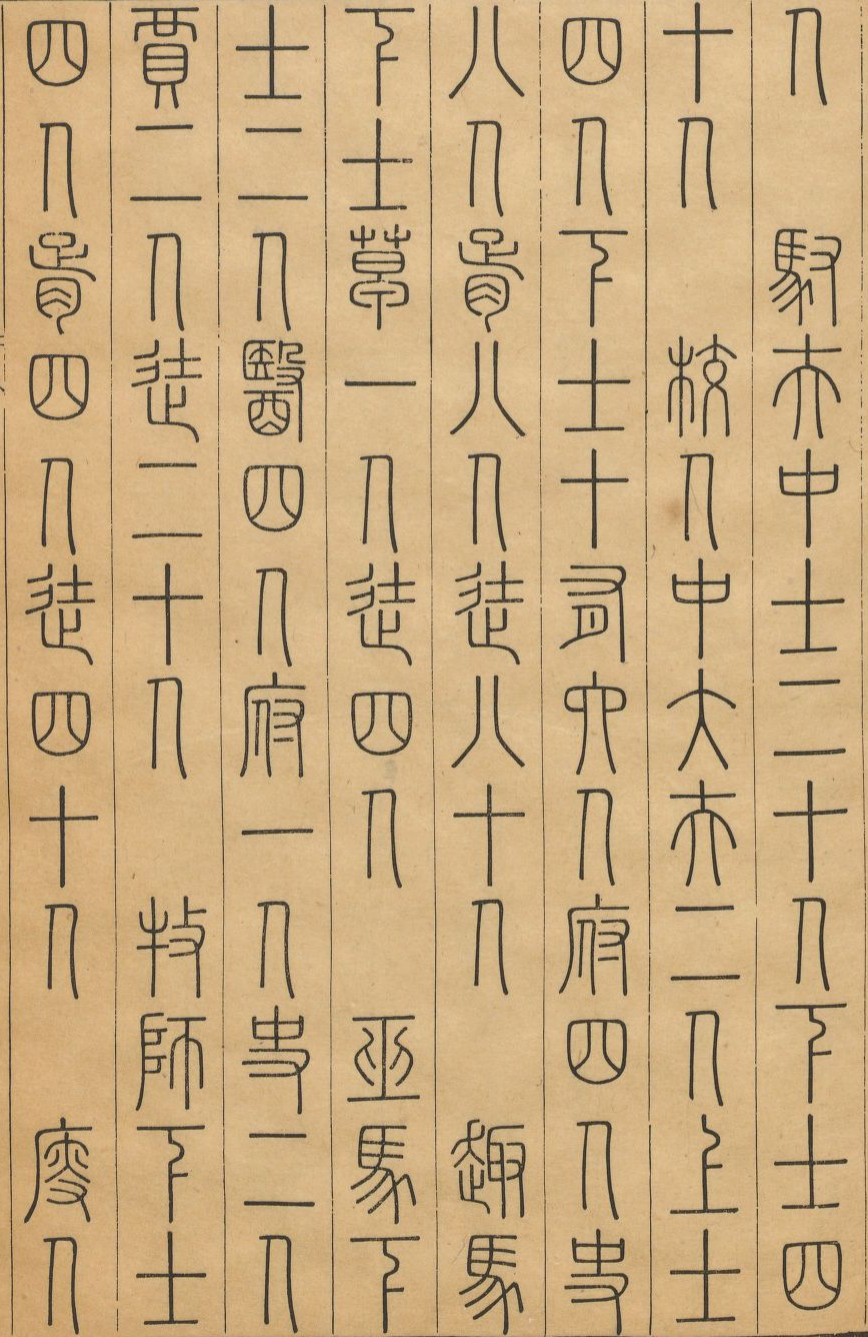 人　馭夫中士二十人下士四
十人　校人中大夫二人上士
四人下士十有六人府四人史
八人胥八人徒八十人　趣馬
下士草一人徒四人　巫馬下
士二人醫四人府一人史二人
賈二人徒二十人　牧師下士
四人胥四人徒四十人　廋人